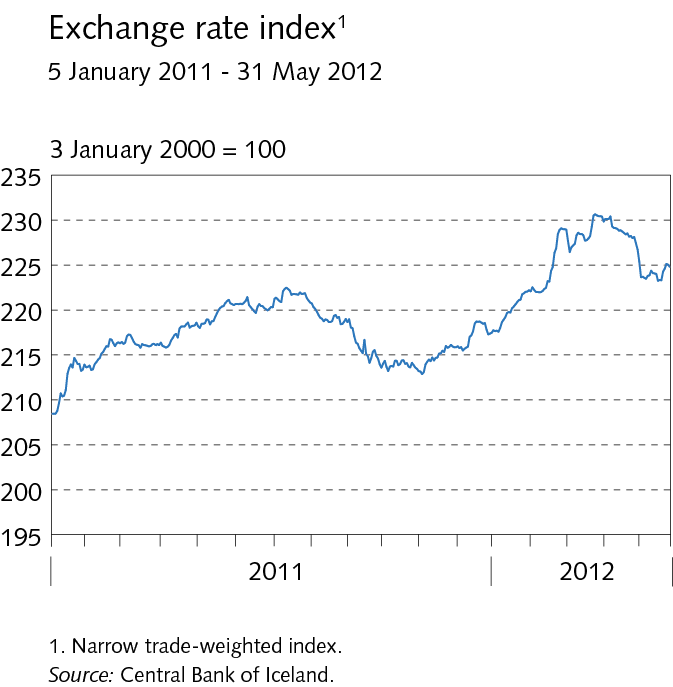 Exchange rate index¹
5 January 2011 - 31 May 2012
3 January 2000 = 100
235
230
225
220
215
210
205
200
195
2011 2012
1. Narrow trade-weighted index.
Source: Central Bank of Iceland.